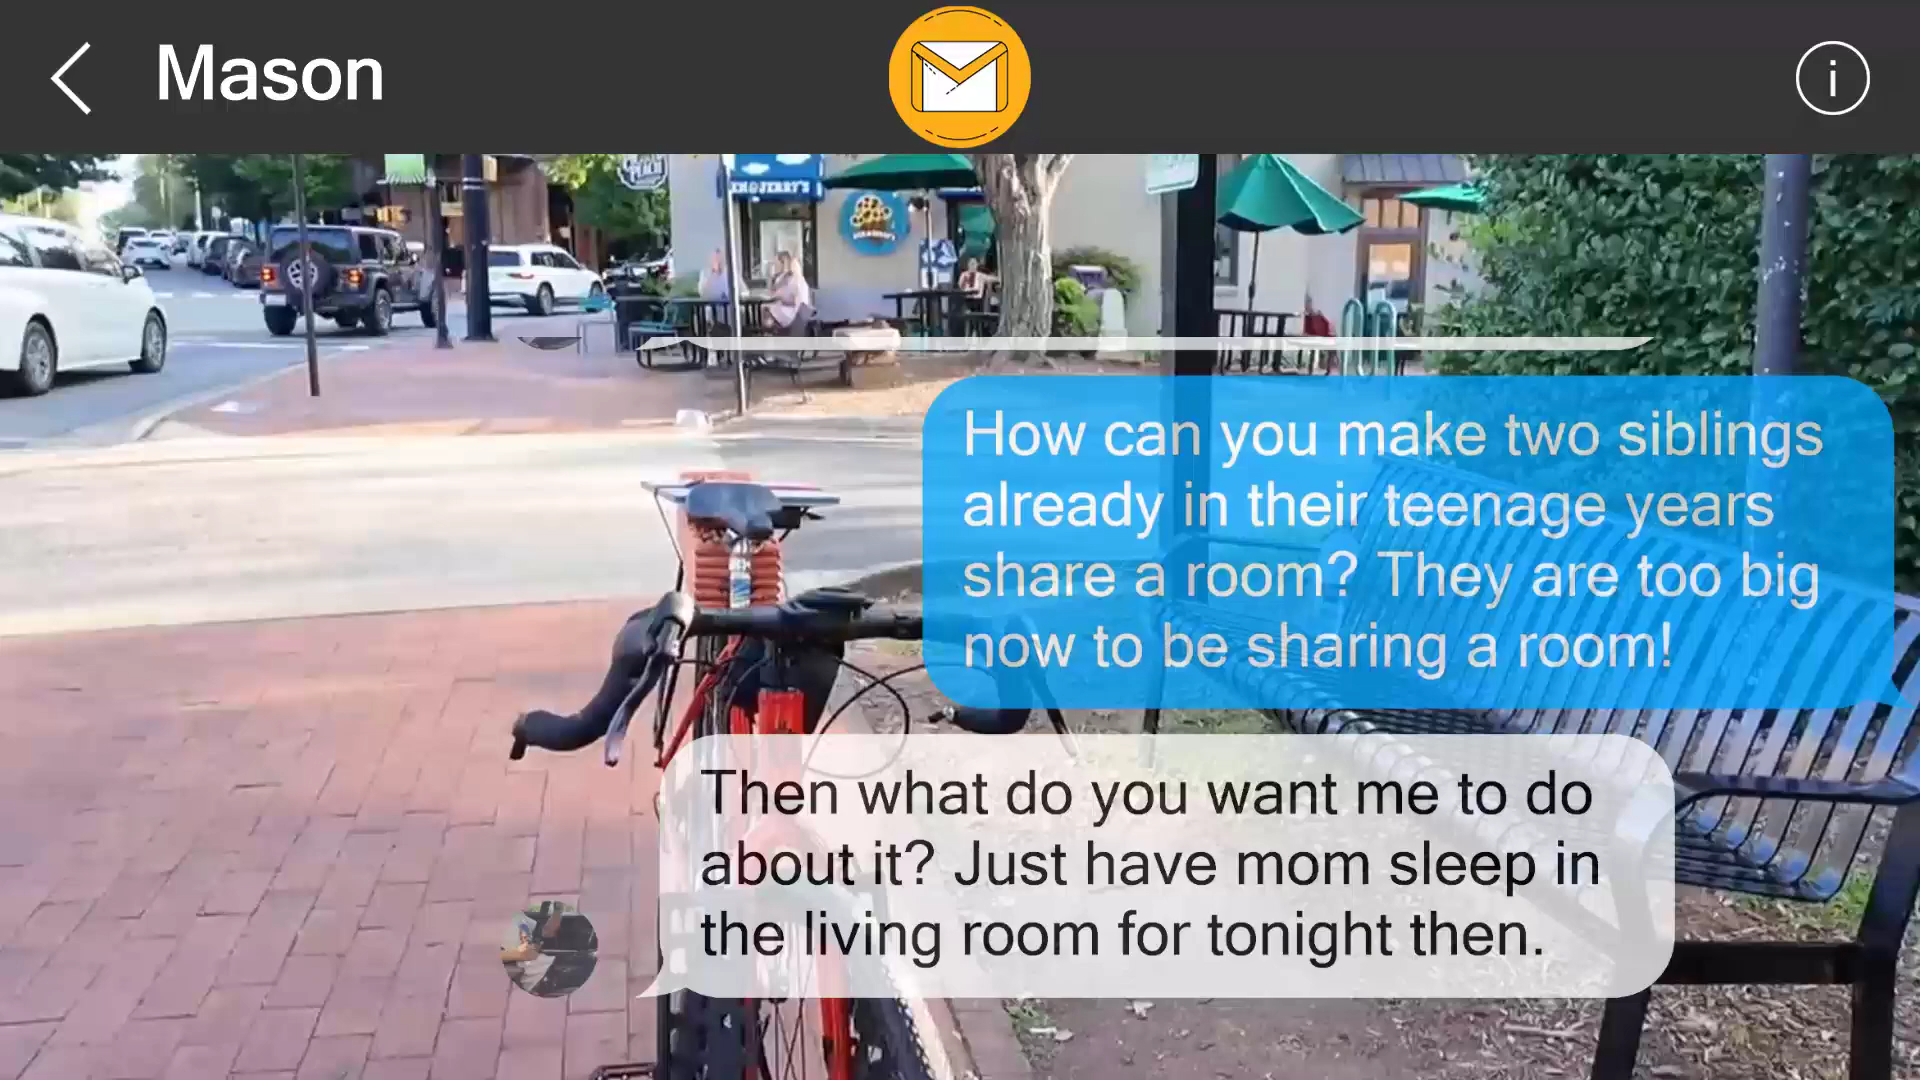 Mason
i
PEACH
JERRY'S
How can you make two siblings
already in their teenage years
share a room? They are too big
now to be sharing a room!
Then what do you want me to do
about it? Just have mom sleep in
the living room for tonight then.